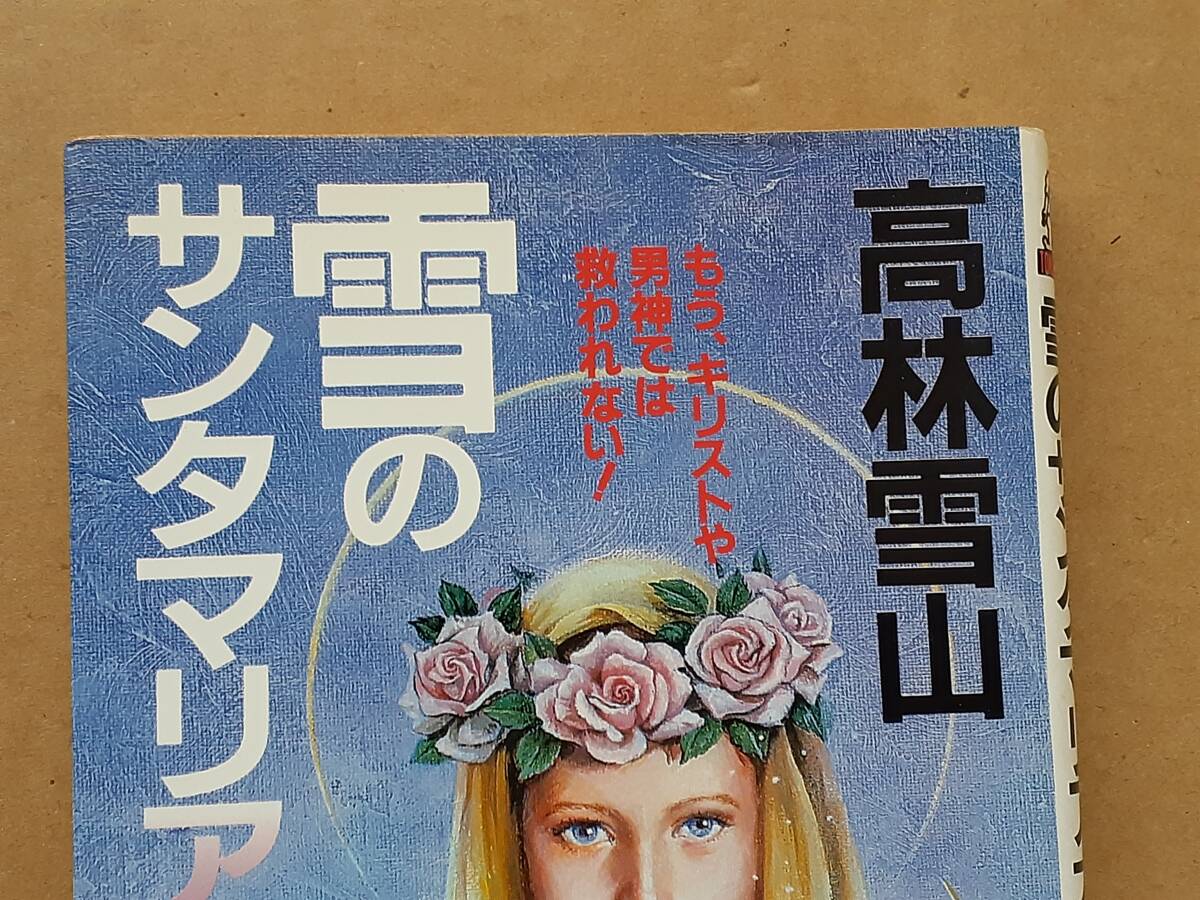 高林雪山
もう、キリストや
男神では
救われない!
雪の
サンタマリア